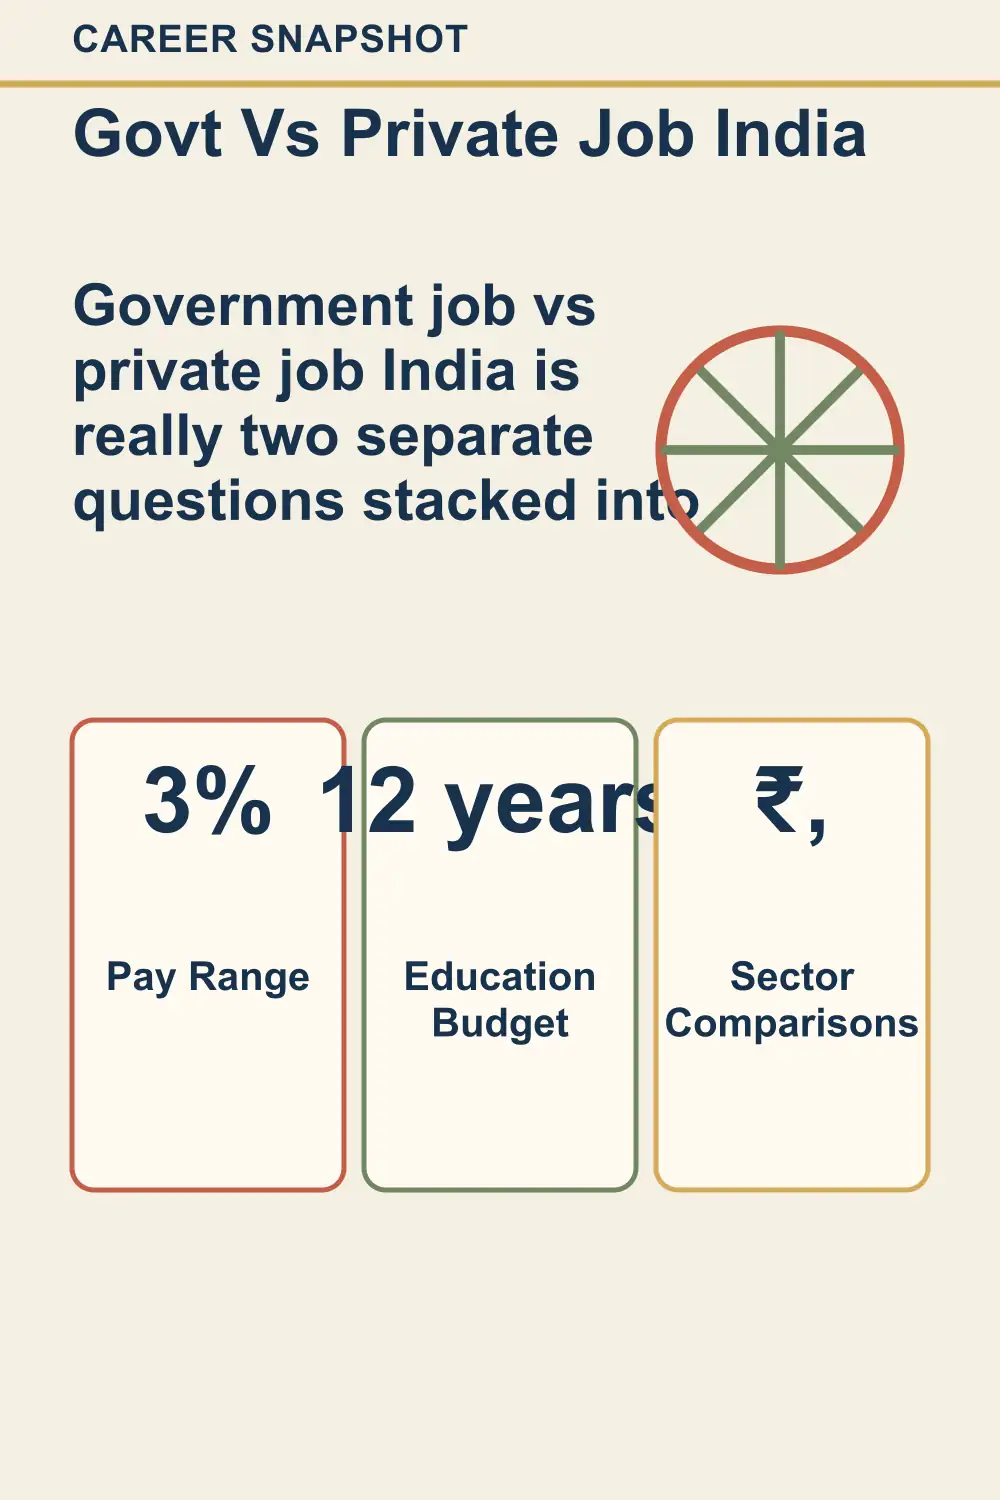 CAREER SNAPSHOT
Govt Vs Private Job India
Government job vs
private job India is
really two separate
questions stacked into
3%
12 years
₹,
Pay Range
Education
Budget
Sector
Comparisons